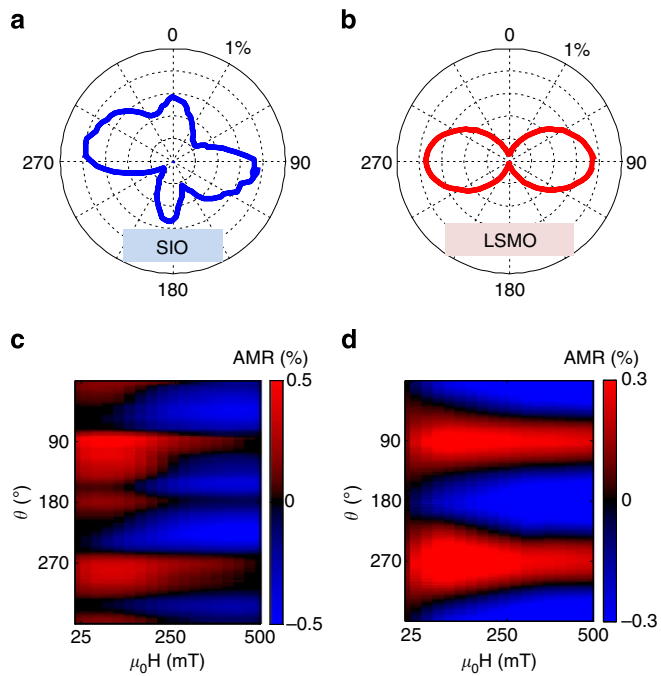 a
0
1%
270
90
SIO
180
b
0
1%
270
90
LSMO
180
c
AMR (%)
0.5
90
180
270
θ (°)
0
–0.5
25
250
500
μ0H (mT)
d
AMR (%)
0.3
90
180
270
θ (°)
0
–0.3
25
250
500
μ0H (mT)